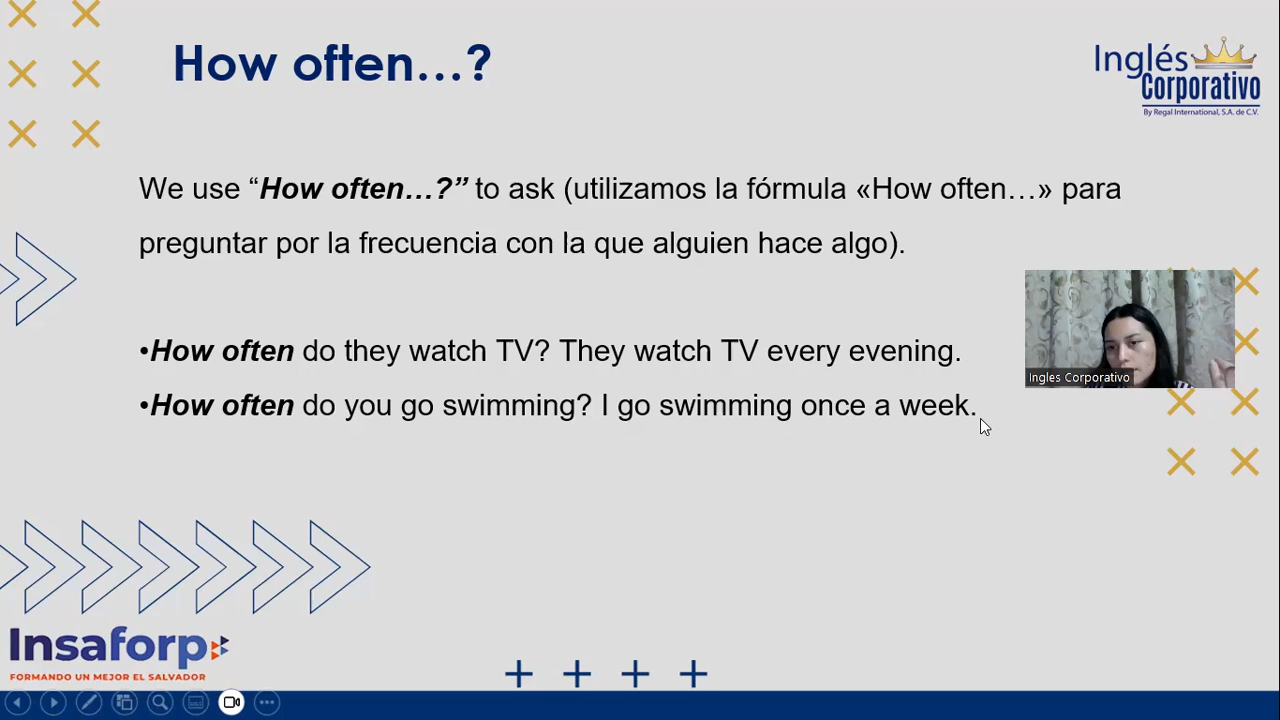 How often…?
Inglés
Corporativo
By Regal International, S.A. de C.V.
We use “How often…?” to ask (utilizamos la fórmula «How often…» para
preguntar por la frecuencia con la que alguien hace algo).
•How often do they watch TV? They watch TV every evening.
•How often do you go swimming? I go swimming once a week.
Ingles Corporativo
Insaforp
FORMANDO UN MEJOR EL SALVADOR